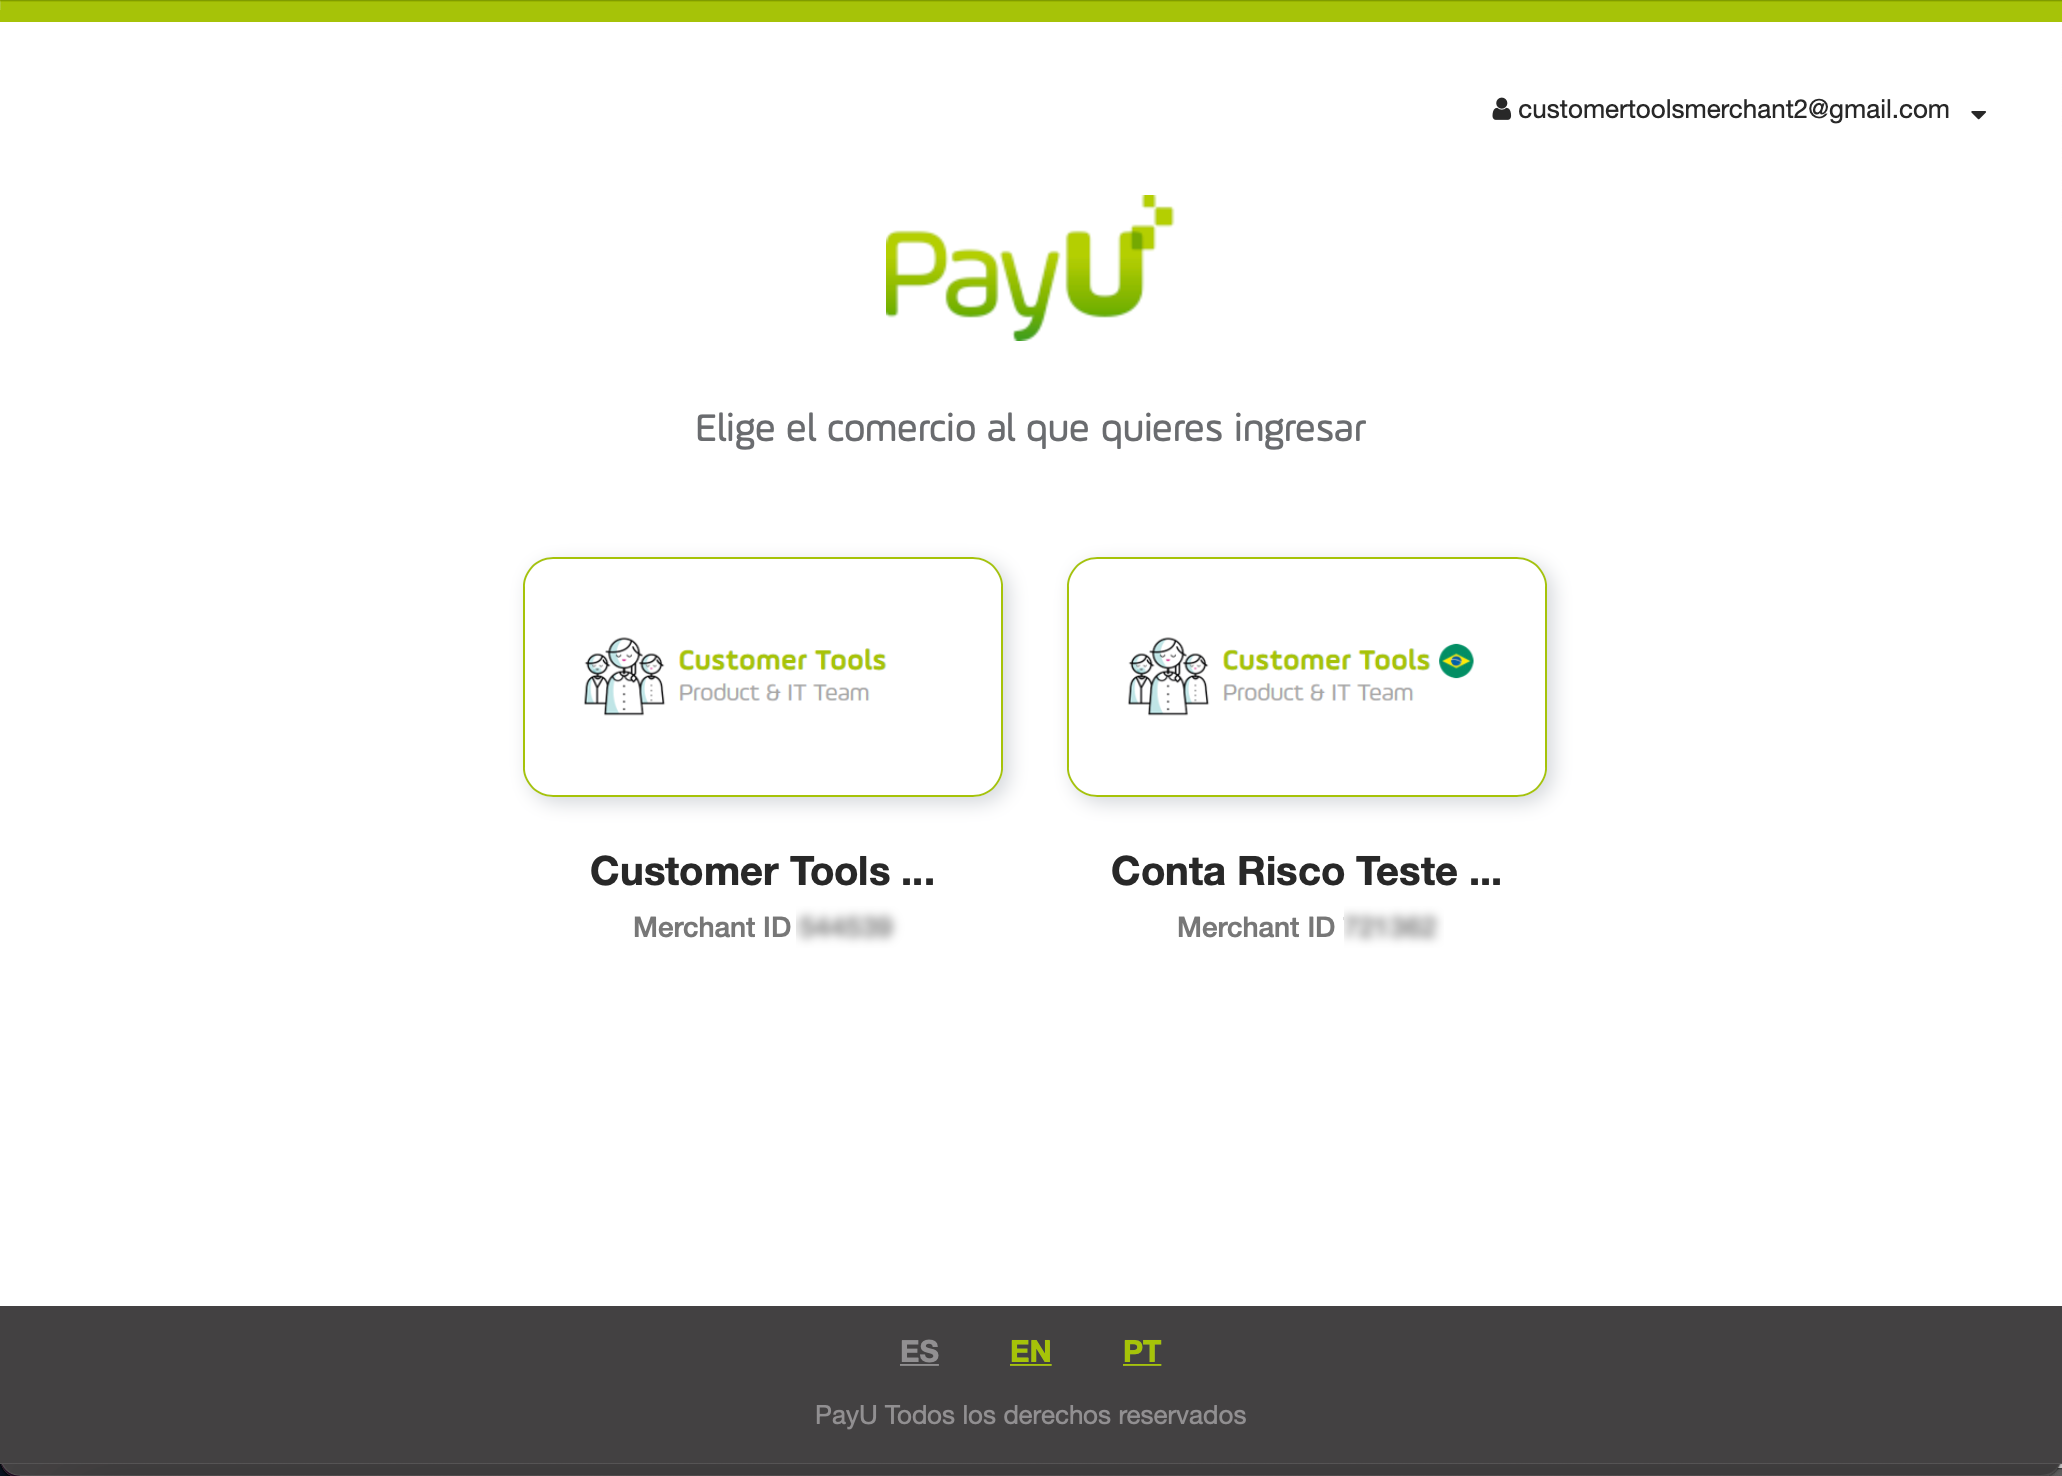 customertoolsmerchant2@gmail.com
PayU
Elige el comercio al que quieres ingresar
Customer Tools
Product & IT Team
Customer Tools
Product & IT Team
Customer Tools ...
Merchant ID
Conta Risco Teste ...
Merchant ID
ES EN PT
PayU Todos los derechos reservados